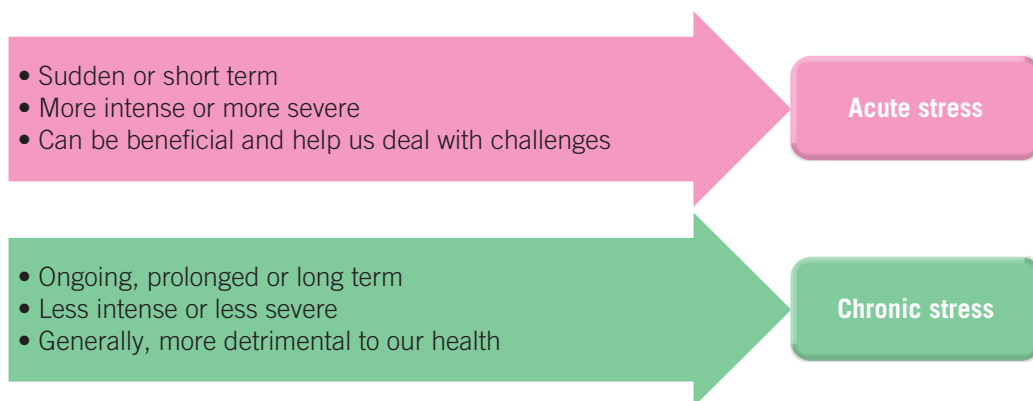 • Sudden or short term
• More intense or more severe
• Can be beneficial and help us deal with challenges
Acute stress
• Ongoing, prolonged or long term
• Less intense or less severe
• Generally, more detrimental to our health
Chronic stress